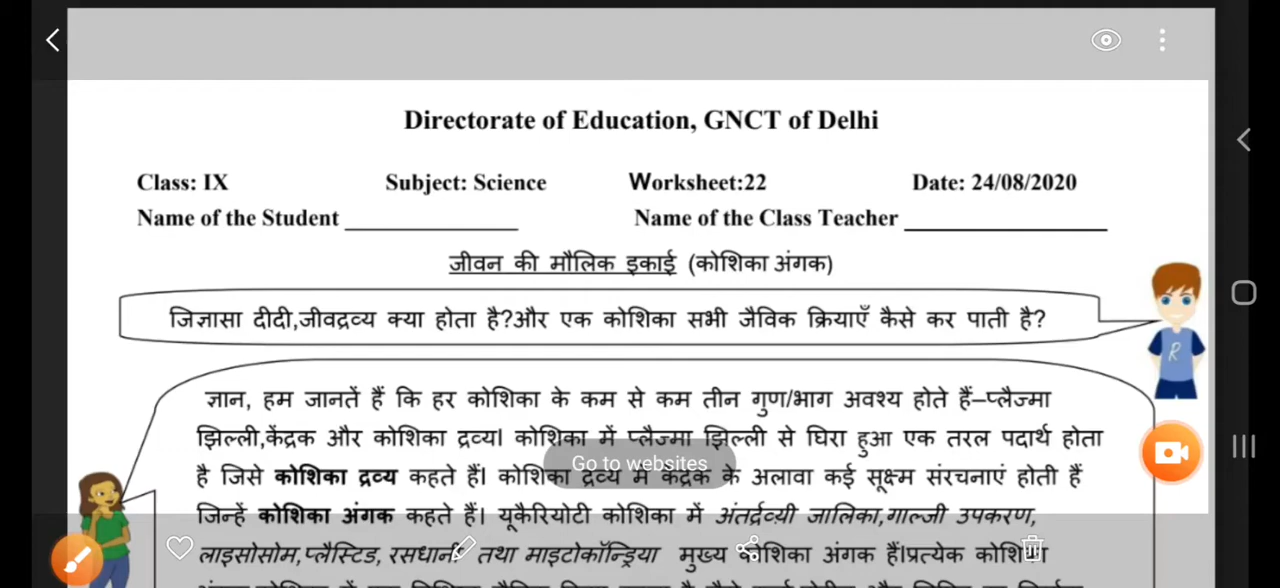 Directorate of Education, GNCT of Delhi
Class: IX Subject: Science Worksheet:22 Date: 24/08/2020
Name of the Student ____________ Name of the Class Teacher ____________
जीवन की मौलिक इकाई (कोशिका अंगक)
जिज्ञासा दीदी,जीवद्रव्य क्या होता है?और एक कोशिका सभी जैविक क्रियाएँ कैसे कर पाती है?
R
ज्ञान, हम जानतें हैं कि हर कोशिका के कम से कम तीन गुण/भाग अवश्य होते हैं–प्लैज्मा
झिल्ली,केंद्रक और कोशिका द्रव्य। कोशिका में प्लैज्मा झिल्ली से घिरा हुआ एक तरल पदार्थ होता
Go to websites
है जिसे कोशिका द्रव्य कहते हैं। कोशिका द्रव्य में केंद्रक के अलावा कई सूक्ष्म संरचनाएं होती हैं
जिन्हें कोशिका अंगक कहते हैं। यूकैरियोटी कोशिका में अंतर्द्रव्यी जालिका,गाल्जी उपकरण,
लाइसोसोम,प्लैस्टिड, रसधानी तथा माइटोकॉन्ड्रिया मुख्य कोशिका अंगक हैं।प्रत्येक कोशिका